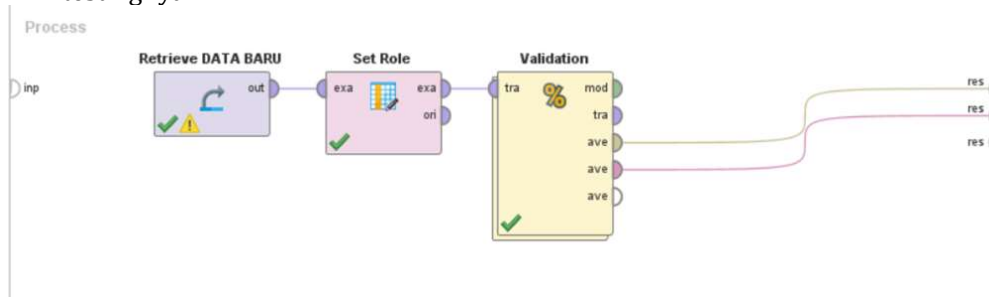 Process
Retrieve DATA BARU
Set Role
Validation
inp
out
exa
exa
ori
tra
mod
tra
ave
ave
ave
res
res
res